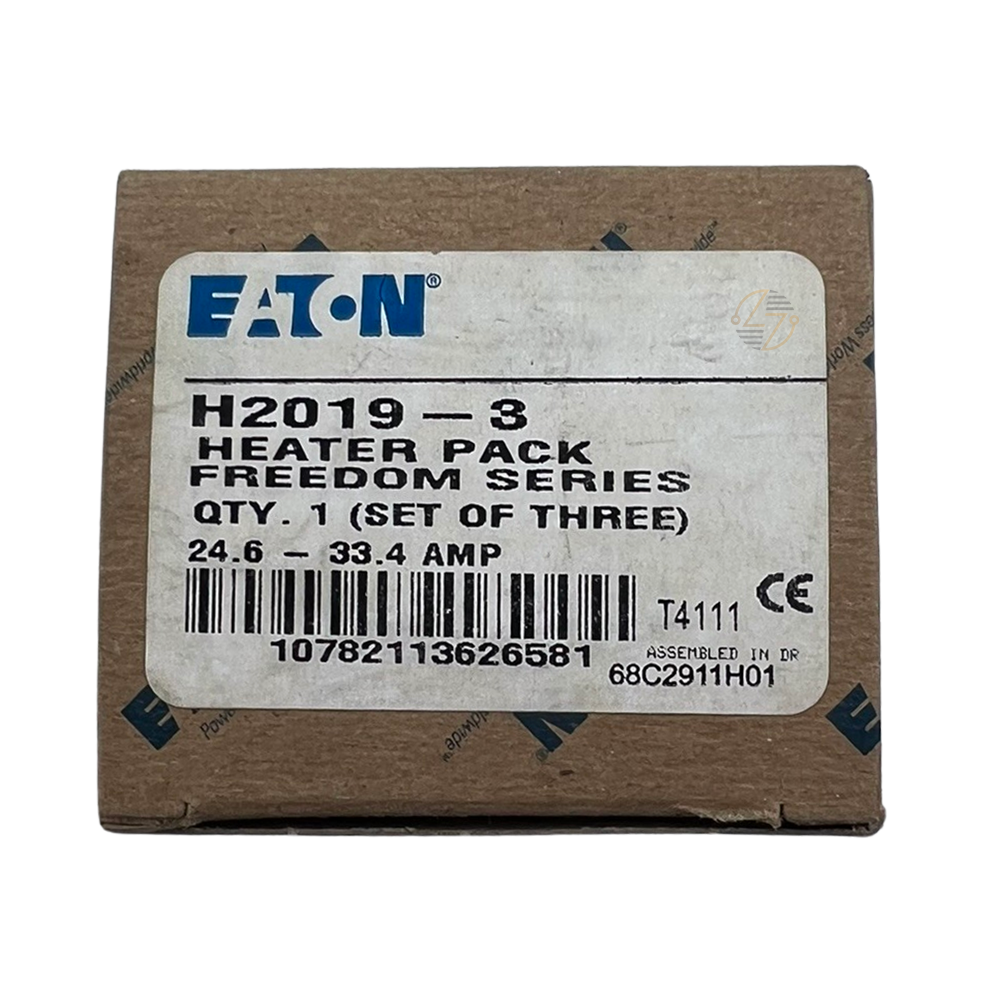 EATON®
H2019-3
HEATER PACK
FREEDOM SERIES
QTY. 1 (SET OF THREE)
24.6 - 33.4 AMP
T4111 CE
10782113626581
ASSEMBLED IN DR
68C2911H01